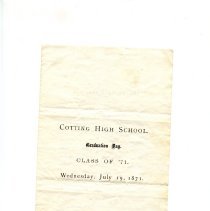 COTTING HIGH SCHOOL.
Graduation Day.
CLASS OF '71.
Wednesday, July 19, 1871.